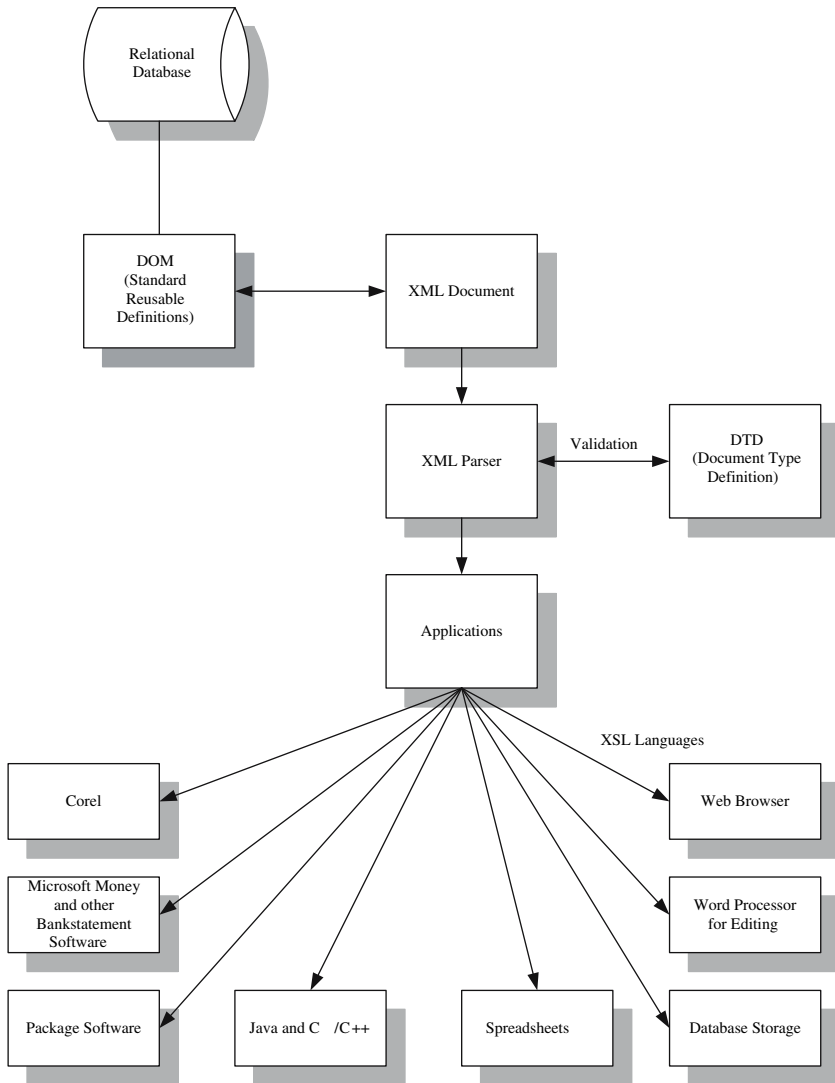 Relational
Database
DOM
(Standard
Reusable
Definitions)
XML Document
XML Parser
Validation
DTD
(Document Type
Definition)
Applications
XSL Languages
Corel
Web Browser
Microsoft Money
and other
Bankstatement
Software
Word Processor
for Editing
Package Software
Java and C /C++
Spreadsheets
Database Storage